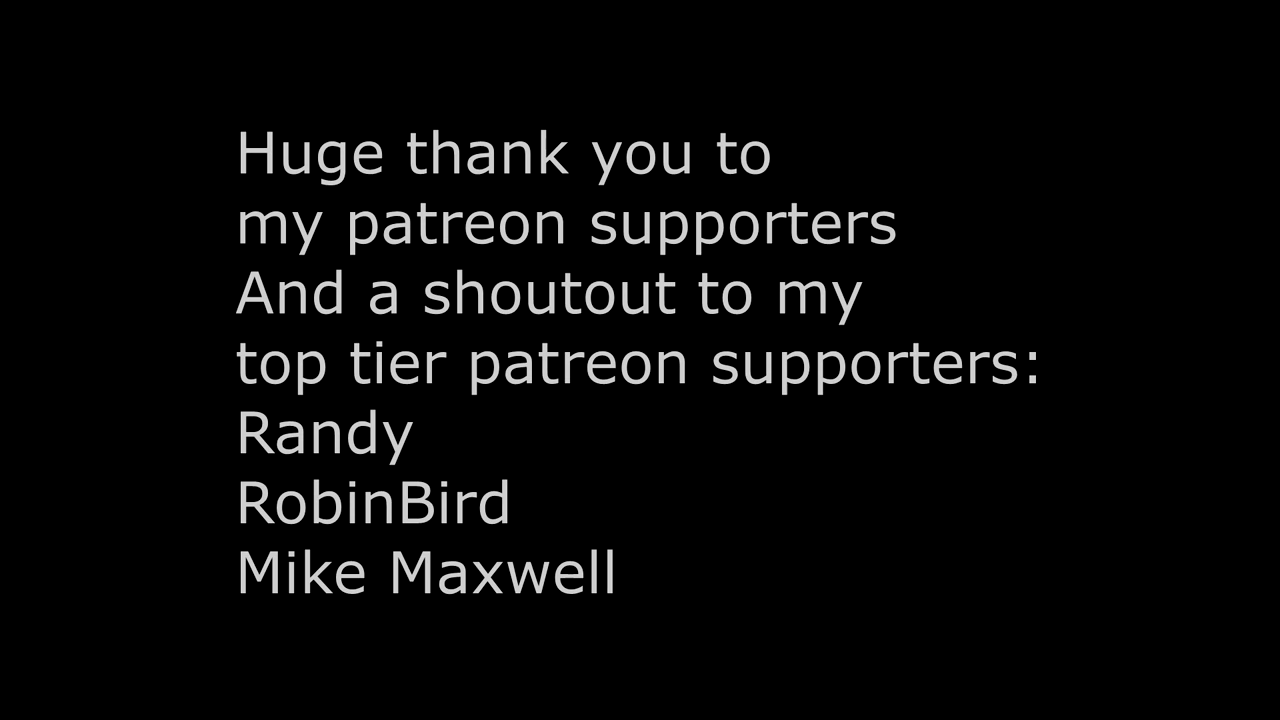 Huge thank you to
my patreon supporters
And a shoutout to my
top tier patreon supporters:
Randy
RobinBird
Mike Maxwell